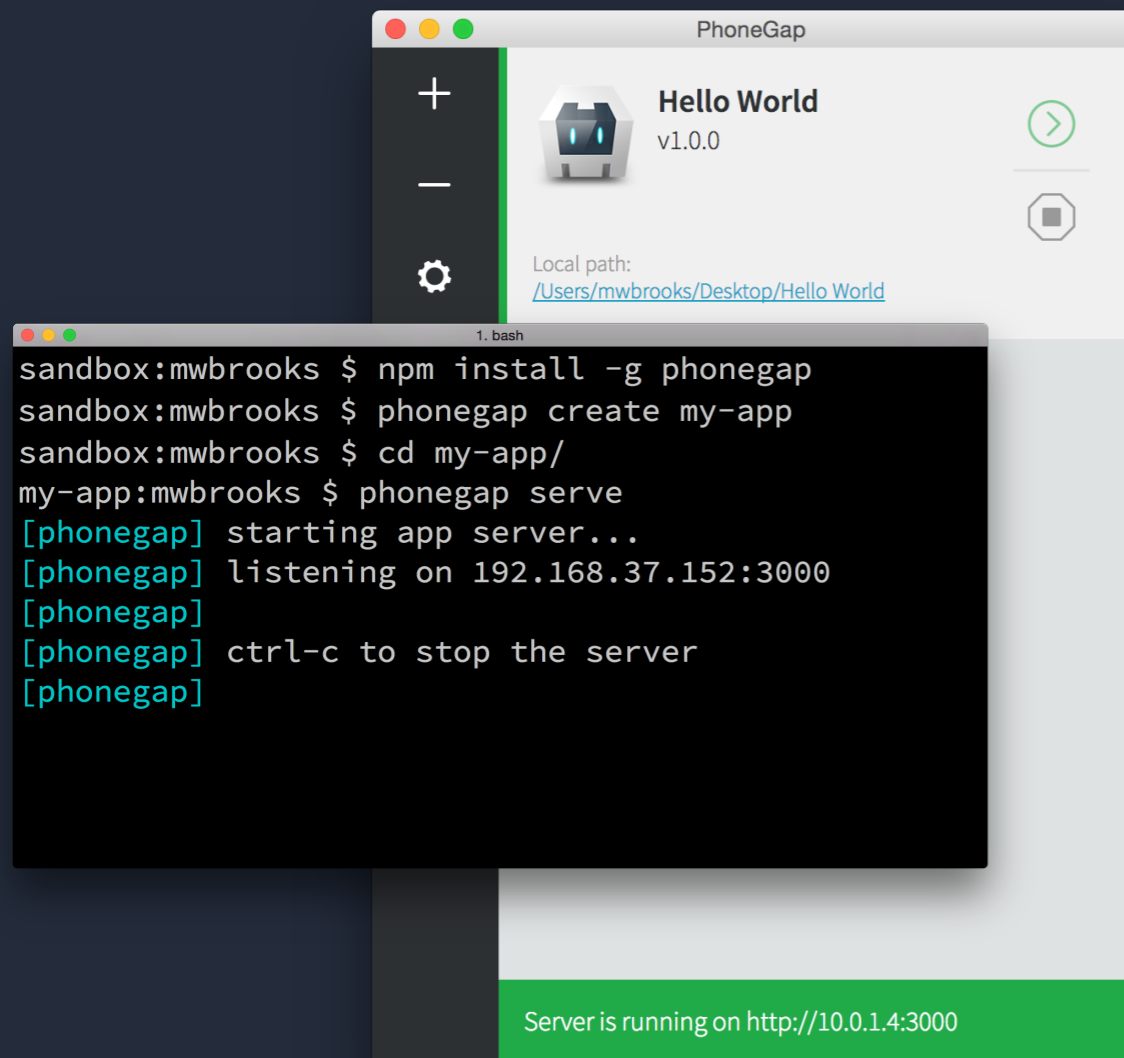 PhoneGap
Hello World
v1.0.0
Local path:
/Users/mwbrooks/Desktop/Hello World
1. bash
sandbox:mwbrooks $ npm install -g phonegap
sandbox:mwbrooks $ phonegap create my-app
sandbox:mwbrooks $ cd my-app/
my-app:mwbrooks $ phonegap serve
[phonegap] starting app server...
[phonegap] listening on 192.168.37.152:3000
[phonegap]
[phonegap] ctrl-c to stop the server
[phonegap]
Server is running on http://10.0.1.4:3000